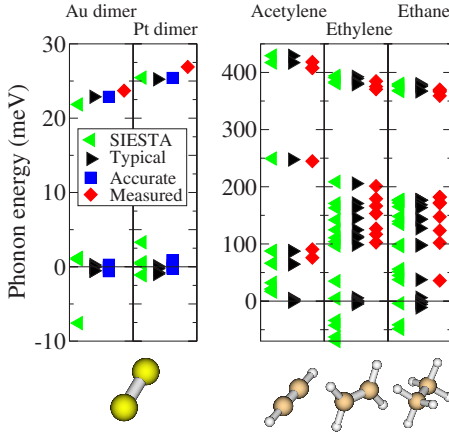 Au dimer
Pt dimer
Acetylene
Ethylene
Ethane
Phonon energy (meV)
30
20
10
0
-10
SIESTA
Typical
Accurate
Measured
400
300
200
100
0